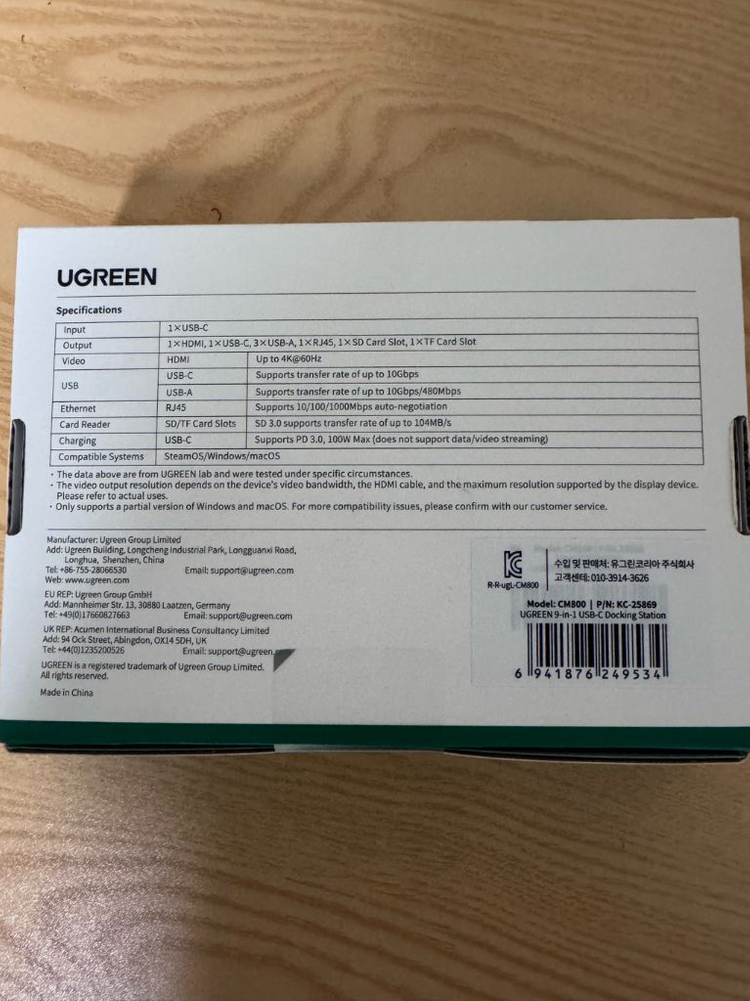 UGREEN
Specifications
Input 1×USB-C
Output 1×HDMI, 1×USB-C, 3×USB-A, 1×RJ45, 1×SD Card Slot, 1×TF Card Slot
Video HDMI Up to 4K@60Hz
USB USB-C Supports transfer rate of up to 10Gbps
USB-A Supports transfer rate of up to 10Gbps/480Mbps
Ethernet RJ45 Supports 10/100/1000Mbps auto-negotiation
Card Reader SD/TF Card Slots SD 3.0 supports transfer rate of up to 104MB/s
Charging USB-C Supports PD 3.0, 100W Max (does not support data/video streaming)
Compatible Systems SteamOS/Windows/macOS
· The data above are from UGREEN lab and were tested under specific circumstances.
· The video output resolution depends on the device's video bandwidth, the HDMI cable, and the maximum resolution supported by the display device.
Please refer to actual uses.
· Only supports a partial version of Windows and macOS. For more compatibility issues, please confirm with our customer service.
Manufacturer: Ugreen Group Limited
Add: Ugreen Building, Longcheng Industrial Park, Longguanxi Road,
Longhua, Shenzhen, China
Tel: +86-755-28066530 Email: support@ugreen.com
Web: www.ugreen.com
EU REP: Ugreen Group GmbH
Add: Mannheimer Str. 13, 30880 Laatzen, Germany
Tel: +49(0)17660827663 Email: support@ugreen.com
UK REP: Acumen International Business Consultancy Limited
Add: 94 Ock Street, Abingdon, OX14 5DH, UK
Tel: +44(0)1235200526 Email: support@ugreen.
UGREEN is a registered trademark of Ugreen Group Limited.
All rights reserved.
Made in China
R-R-ugL-CM800
수입 및 판매처: 유그린코리아 주식회사
고객센테: 010-3914-3626
Model: CM800 | P/N: KC-25869
UGREEN 9-in-1 USB-C Docking Station
6 941876 249534